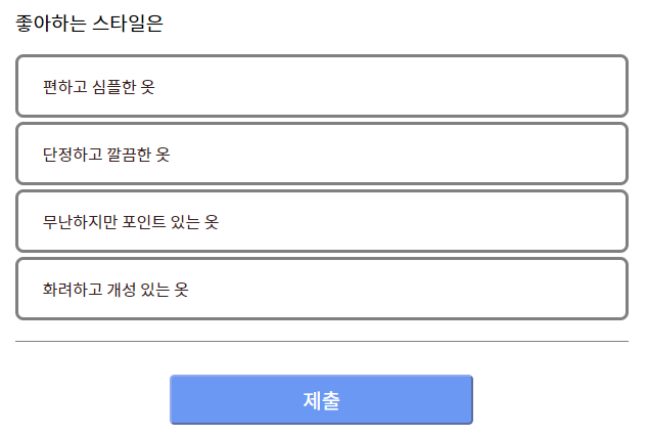 좋아하는 스타일은
편하고 심플한 옷
단정하고 깔끔한 옷
무난하지만 포인트 있는 옷
화려하고 개성 있는 옷
제출